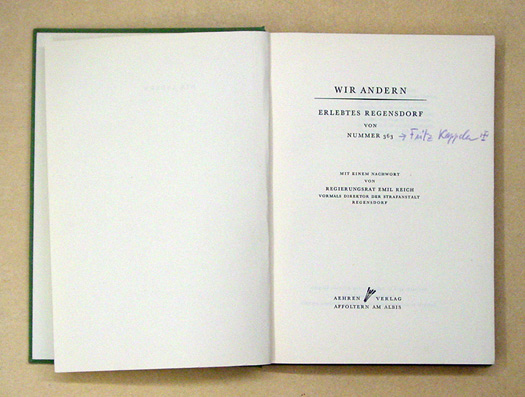 WIR ANDERN
ERLEBTES REGENSDORF
VON
NUMMER 363 → Fritz
MIT EINEM NACHWORT
VON
REGIERUNGSRAT EMIL REICH
VORMALS DIREKTOR DER STRAFANSTALT
REGENSDORF
AEHREN VERLAG
AFFOLTERN AM ALBIS